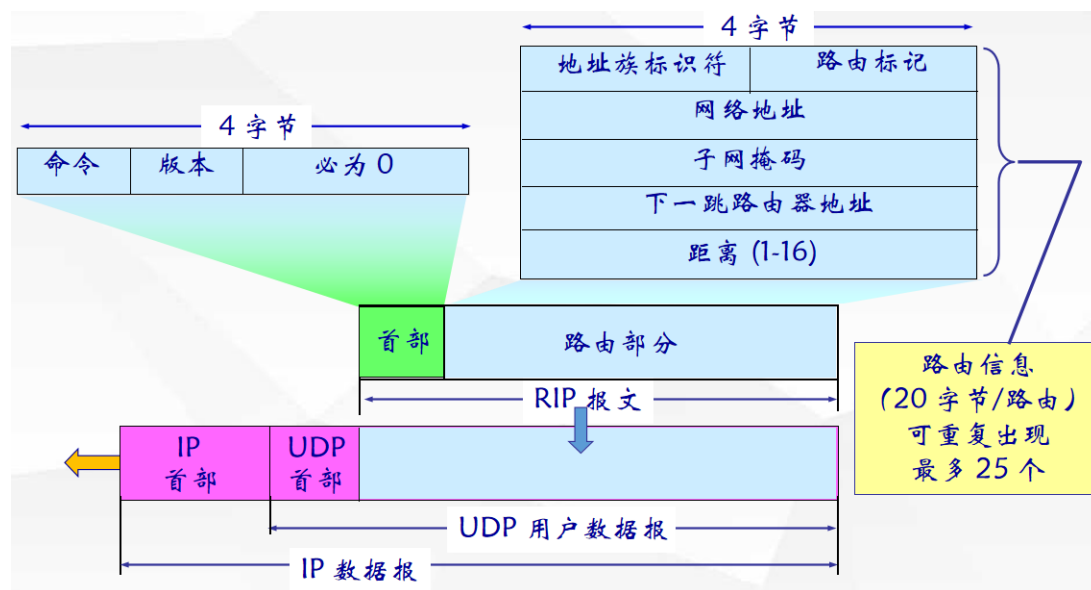 4 字节
地址族标识符 路由标记
网络地址
子网掩码
下一跳路由器地址
距离 (1-16)
4 字节
命令 版本 必为 0
首部 路由部分
RIP 报文
路由信息
(20 字节/路由)
可重复出现
最多 25 个
IP
首部
UDP
首部
UDP 用户数据报
IP 数据报